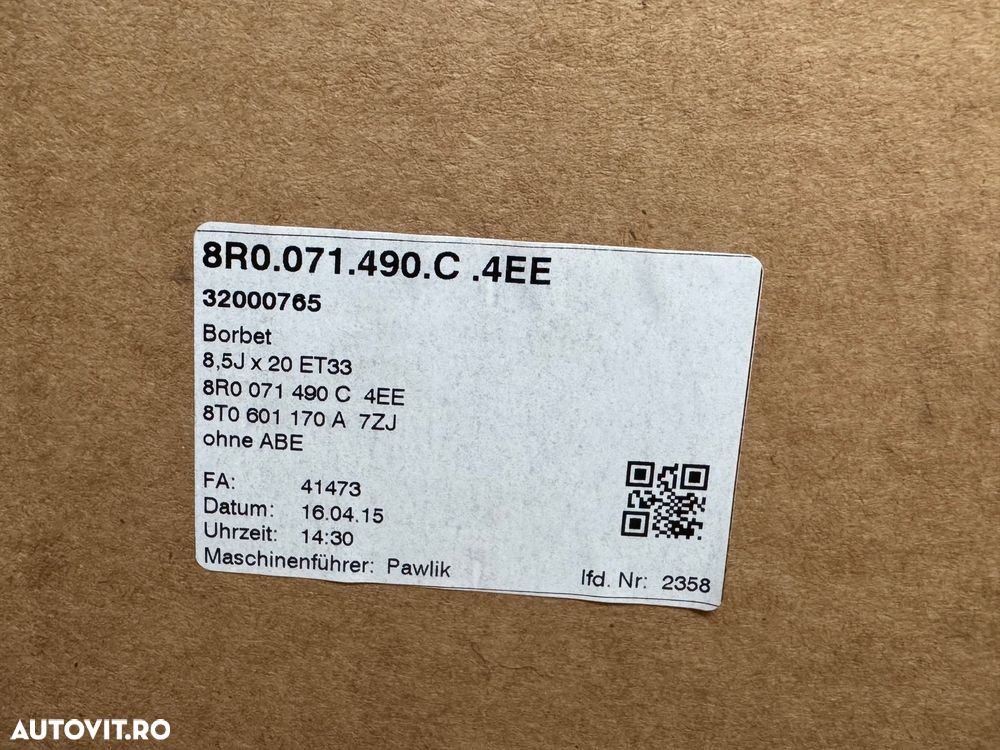 8R0.071.490.C .4EE
32000765
Borbet
8,5J x 20 ET33
8R0 071 490 C 4EE
8T0 601 170 A 7ZJ
ohne ABE
FA: 41473
Datum: 16.04.15
Uhrzeit: 14:30
Maschinenführer: Pawlik
lfd. Nr: 2358
AUTOVIT.RO